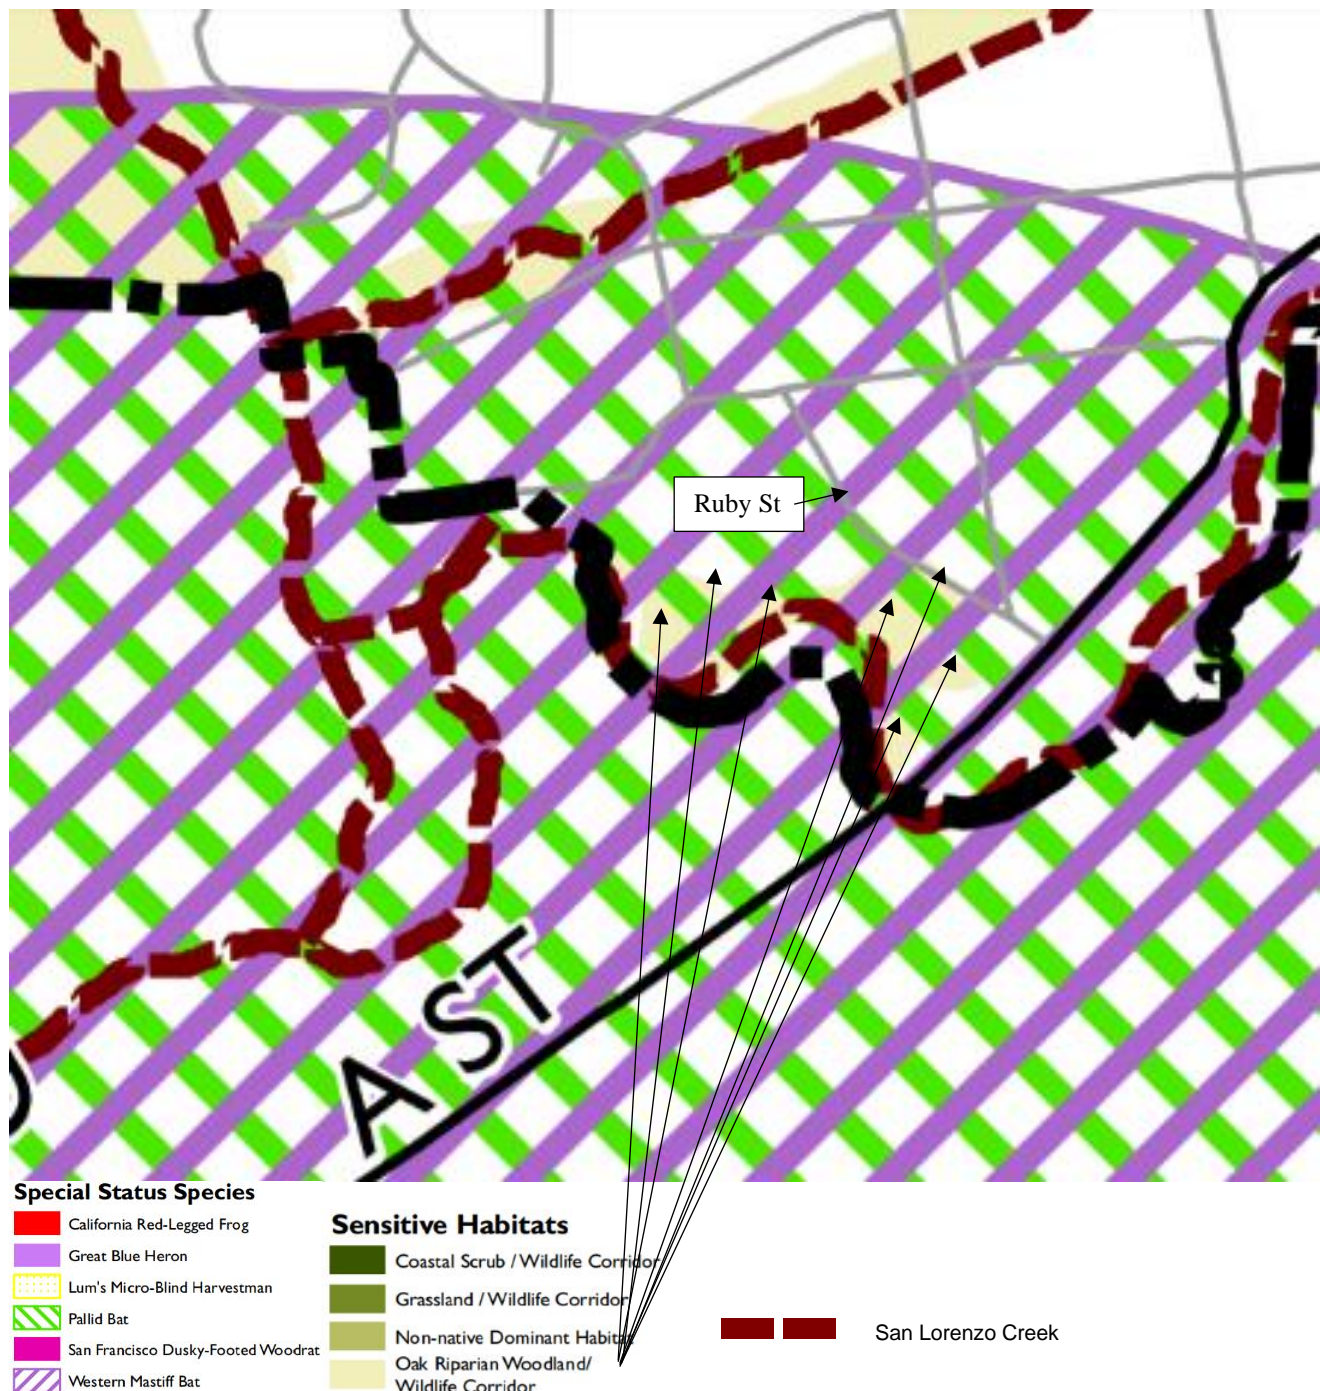 Ruby St
A ST
Special Status Species
California Red-Legged Frog
Great Blue Heron
Lum's Micro-Blind Harvestman
Pallid Bat
San Francisco Dusky-Footed Woodrat
Western Mastiff Bat
Sensitive Habitats
Coastal Scrub / Wildlife Corridor
Grassland / Wildlife Corridor
Non-native Dominant Habitat
Oak Riparian Woodland/
Wildlife Corridor
San Lorenzo Creek